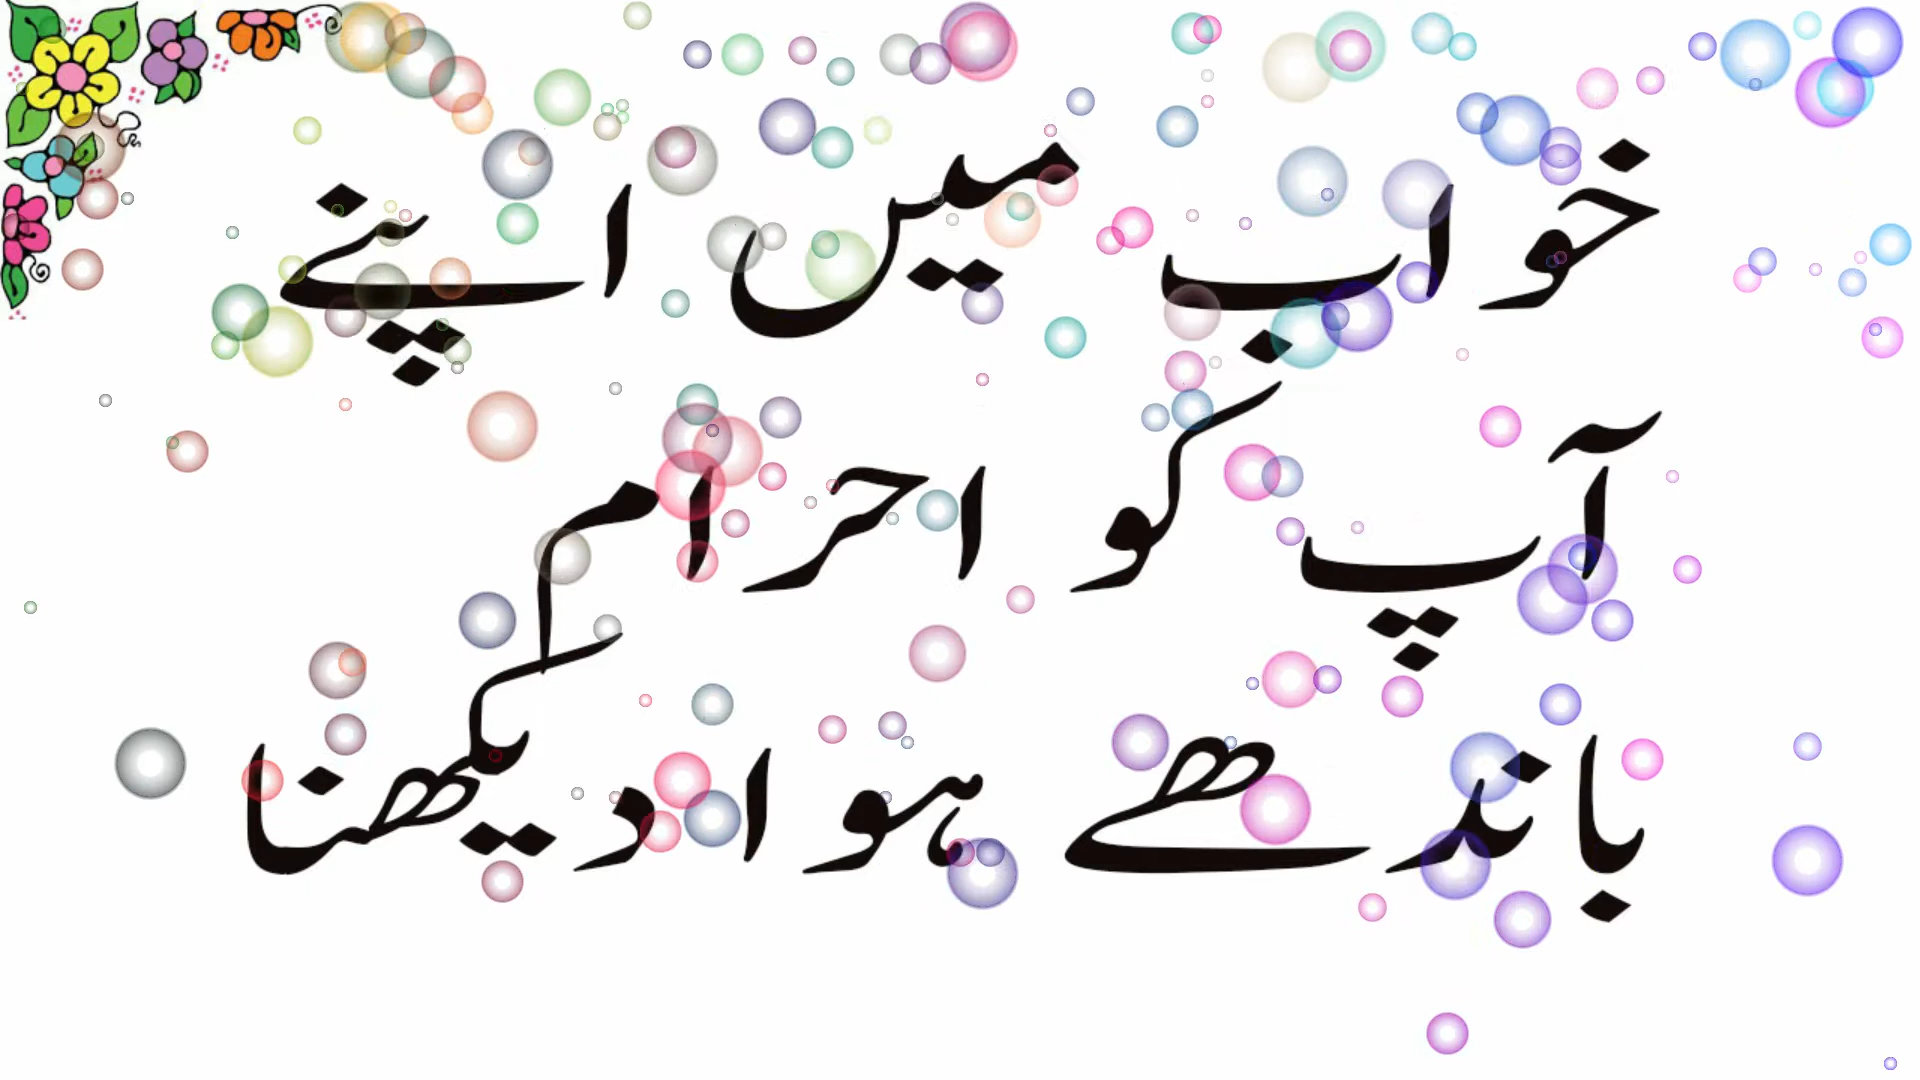 خواب میں اپنے
آپ کو احرام
باندھے ہوا دیکھنا